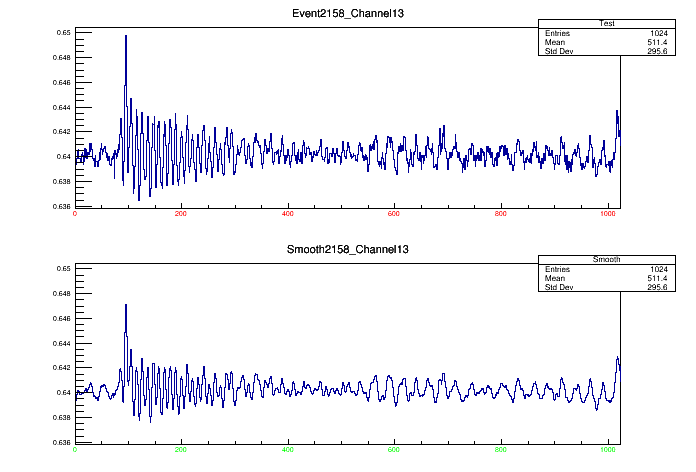 Event2158_Channel13
Test
Entries 1024
Mean 511.4
Std Dev 295.6
0.65
0.648
0.646
0.644
0.642
0.64
0.638
0.636
0 200 400 600 800 1000
Smooth2158_Channel13
Smooth
Entries 1024
Mean 511.4
Std Dev 295.6
0.65
0.648
0.646
0.644
0.642
0.64
0.638
0.636
0 200 400 600 800 1000